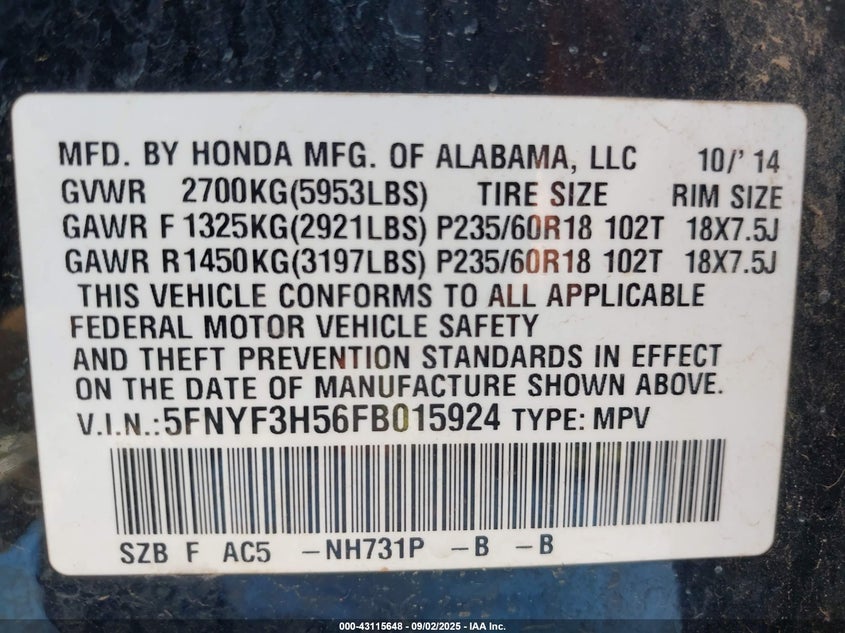 MFD. BY HONDA MFG. OF ALABAMA, LLC 10/' 14
GVWR 2700KG(5953LBS) TIRE SIZE RIM SIZE
GAWR F 1325KG(2921LBS) P235/60R18 102T 18X7.5J
GAWR R1450KG(3197LBS) P235/60R18 102T 18X7.5J
THIS VEHICLE CONFORMS TO ALL APPLICABLE
FEDERAL MOTOR VEHICLE SAFETY
AND THEFT PREVENTION STANDARDS IN EFFECT
ON THE DATE OF MANUFACTURE SHOWN ABOVE.
V.I.N.:5FNYF3H56FB015924 TYPE: MPV
SZB F AC5 -NH731P -B -B
000-43115648 - 09/02/2025 - IAA Inc.